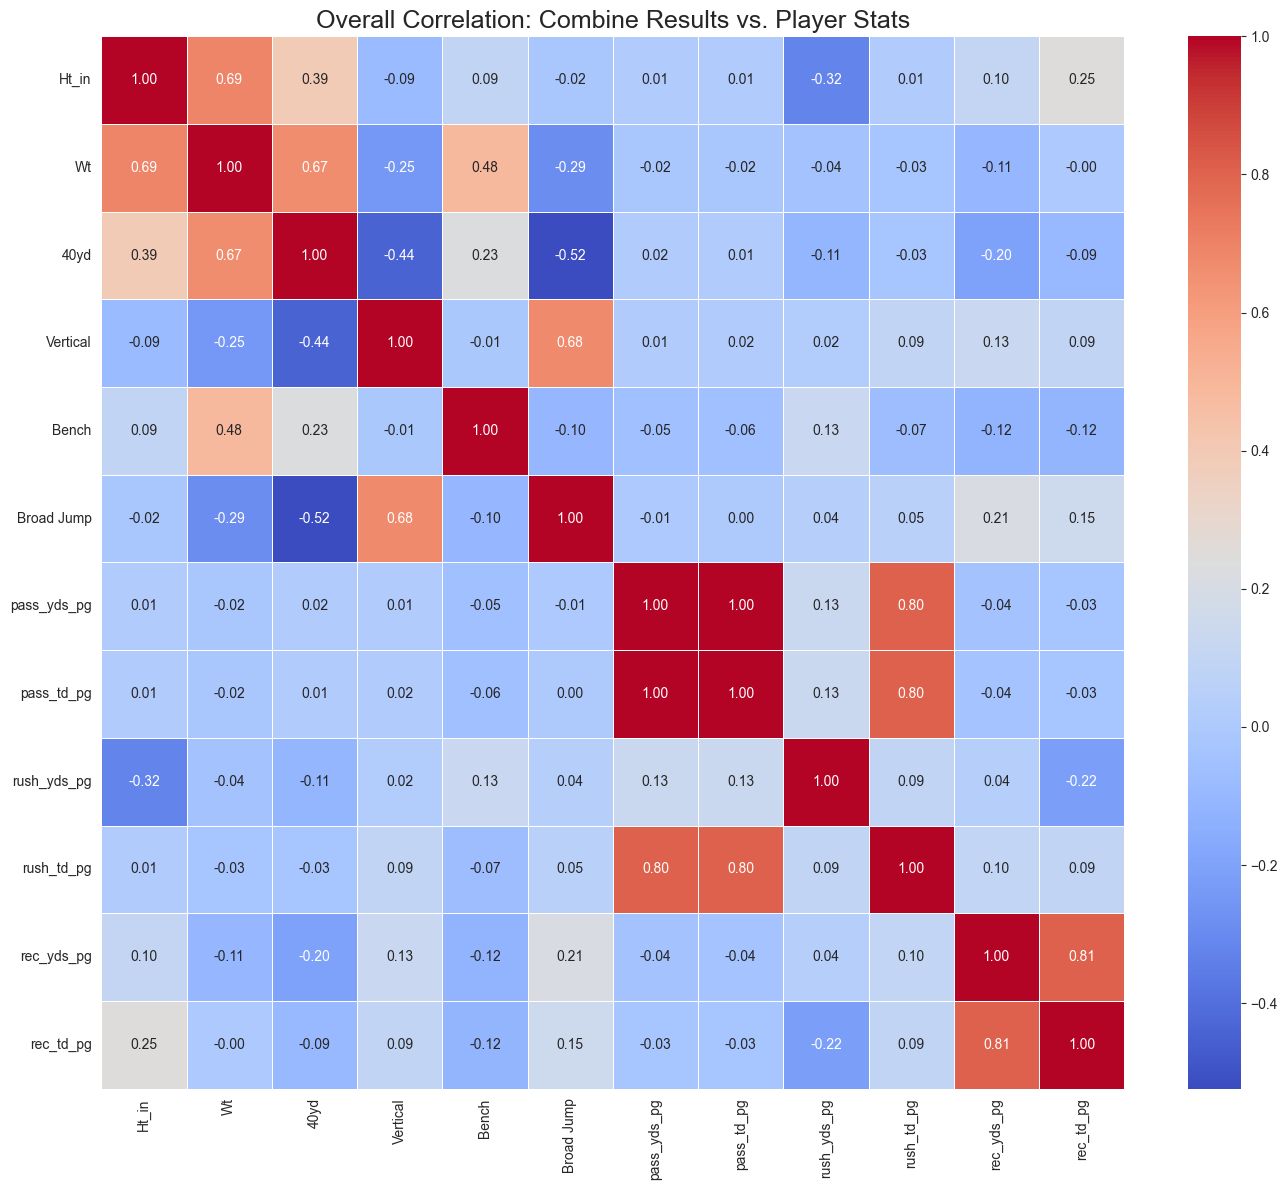 Overall Correlation: Combine Results vs. Player Stats
Ht_in 1.00 0.69 0.39 -0.09 0.09 -0.02 0.01 0.01 -0.32 0.01 0.10 0.25
Wt 0.69 1.00 0.67 -0.25 0.48 -0.29 -0.02 -0.02 -0.04 -0.03 -0.11 -0.00
40yd 0.39 0.67 1.00 -0.44 0.23 -0.52 0.02 0.01 -0.11 -0.03 -0.20 -0.09
Vertical -0.09 -0.25 -0.44 1.00 -0.01 0.68 0.01 0.02 0.02 0.09 0.13 0.09
Bench 0.09 0.48 0.23 -0.01 1.00 -0.10 -0.05 -0.06 0.13 -0.07 -0.12 -0.12
Broad Jump -0.02 -0.29 -0.52 0.68 -0.10 1.00 -0.01 0.00 0.04 0.05 0.21 0.15
pass_yds_pg 0.01 -0.02 0.02 0.01 -0.05 -0.01 1.00 1.00 0.13 0.80 -0.04 -0.03
pass_td_pg 0.01 -0.02 0.01 0.02 -0.06 0.00 1.00 1.00 0.13 0.80 -0.04 -0.03
rush_yds_pg -0.32 -0.04 -0.11 0.02 0.13 0.04 0.13 0.13 1.00 0.09 0.04 -0.22
rush_td_pg 0.01 -0.03 -0.03 0.09 -0.07 0.05 0.80 0.80 0.09 1.00 0.10 0.09
rec_yds_pg 0.10 -0.11 -0.20 0.13 -0.12 0.21 -0.04 -0.04 0.04 0.10 1.00 0.81
rec_td_pg 0.25 -0.00 -0.09 0.09 -0.12 0.15 -0.03 -0.03 -0.22 0.09 0.81 1.00
Ht_in Wt 40yd Vertical Bench Broad Jump pass_yds_pg pass_td_pg rush_yds_pg rush_td_pg rec_yds_pg rec_td_pg
1.0
0.8
0.6
0.4
0.2
0.0
−0.2
−0.4